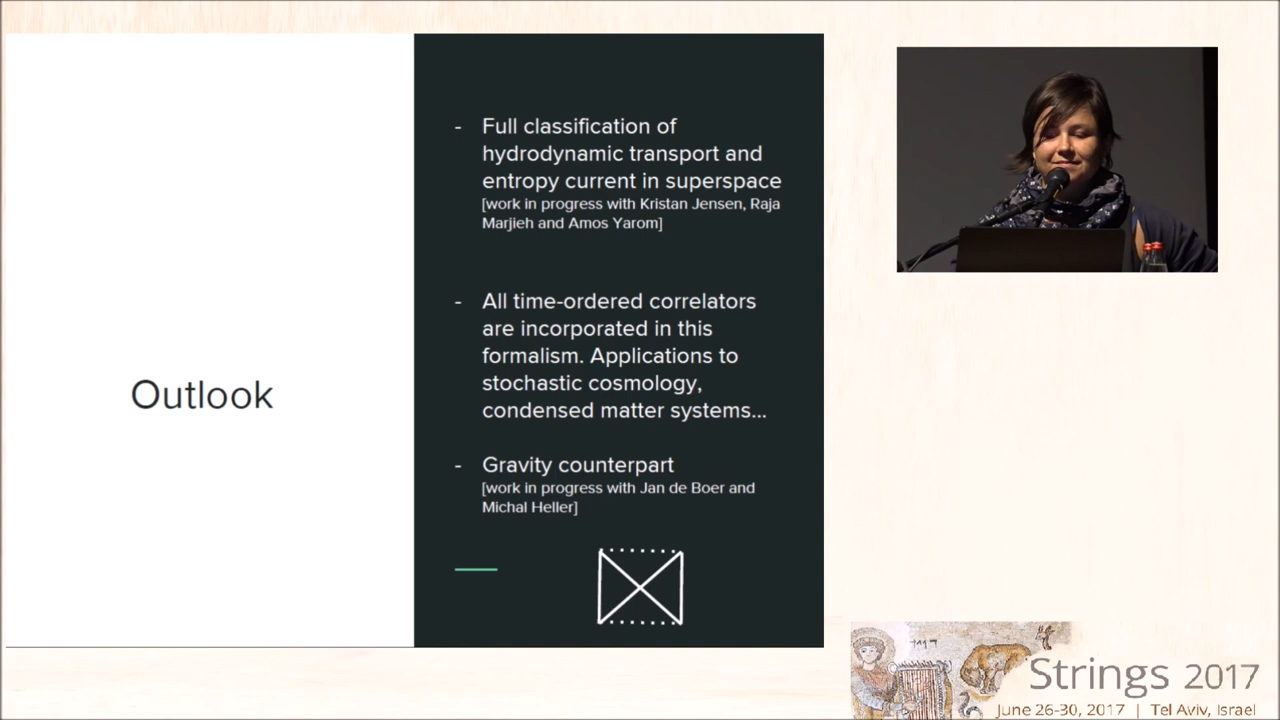 Outlook
- Full classification of
hydrodynamic transport and
entropy current in superspace
[work in progress with Kristan Jensen, Raja
Marjieh and Amos Yarom]
- All time-ordered correlators
are incorporated in this
formalism. Applications to
stochastic cosmology,
condensed matter systems...
- Gravity counterpart
[work in progress with Jan de Boer and
Michal Heller]
Strings 2017
June 26-30, 2017 | Tel Aviv, Israel